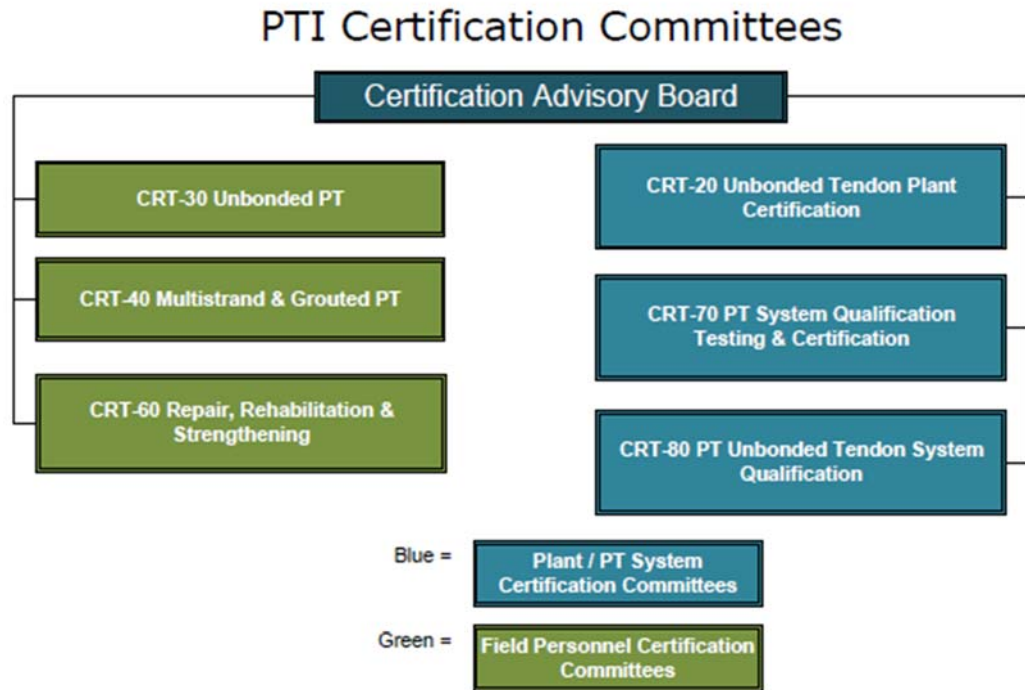 PTI Certification Committees
Certification Advisory Board
CRT-30 Unbonded PT
CRT-40 Multistrand & Grouted PT
CRT-60 Repair, Rehabilitation &
Strengthening
CRT-20 Unbonded Tendon Plant
Certification
CRT-70 PT System Qualification
Testing & Certification
CRT-80 PT Unbonded Tendon System
Qualification
Blue =
Plant / PT System
Certification Committees
Green =
Field Personnel Certification
Committees